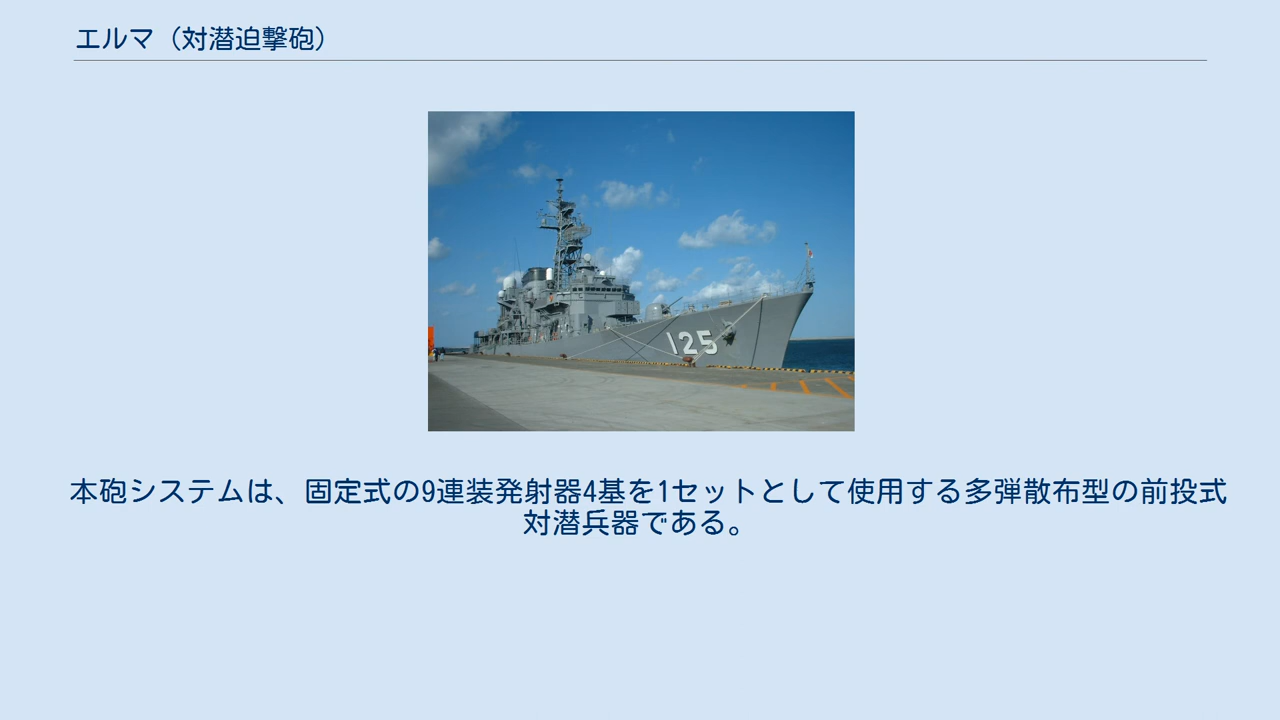 エルマ（対潜迫撃砲）
125
本砲システムは、固定式の9連装発射器4基を1セットとして使用する多弾散布型の前投式
対潜兵器である。